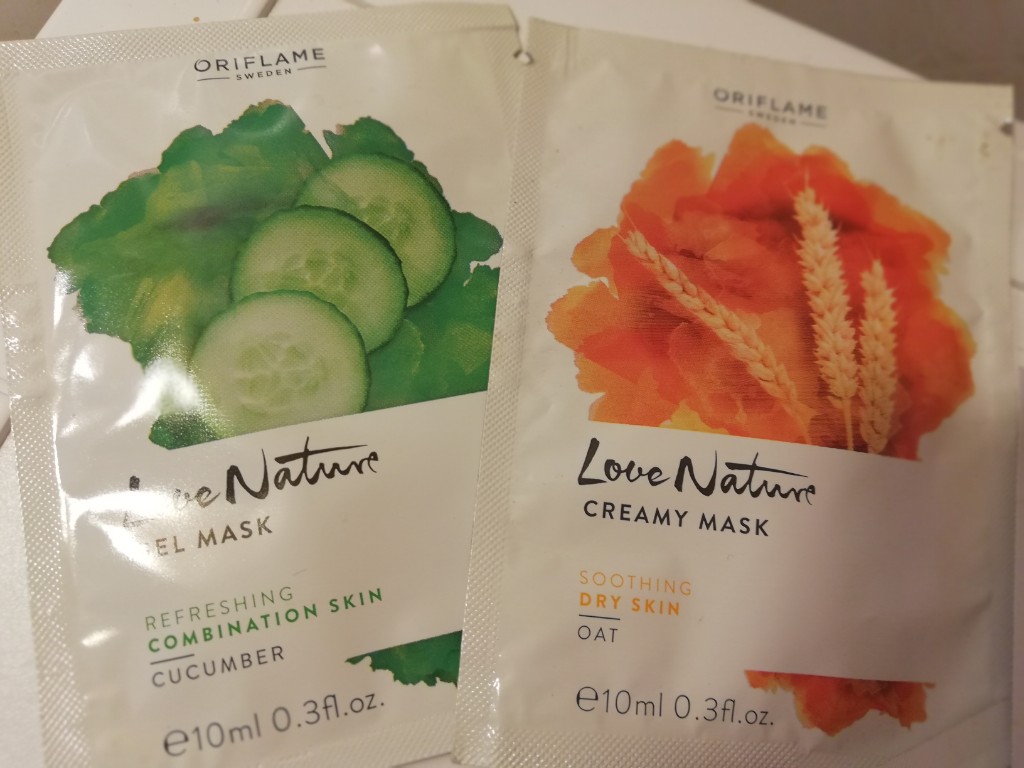 ORIFLAME
SWEDEN
Love Nature
GEL MASK
REFRESHING
COMBINATION SKIN
CUCUMBER
℮10ml 0.3fl.oz.
ORIFLAME
SWEDEN
Love Nature
CREAMY MASK
SOOTHING
DRY SKIN
OAT
℮10ml 0.3fl.oz.